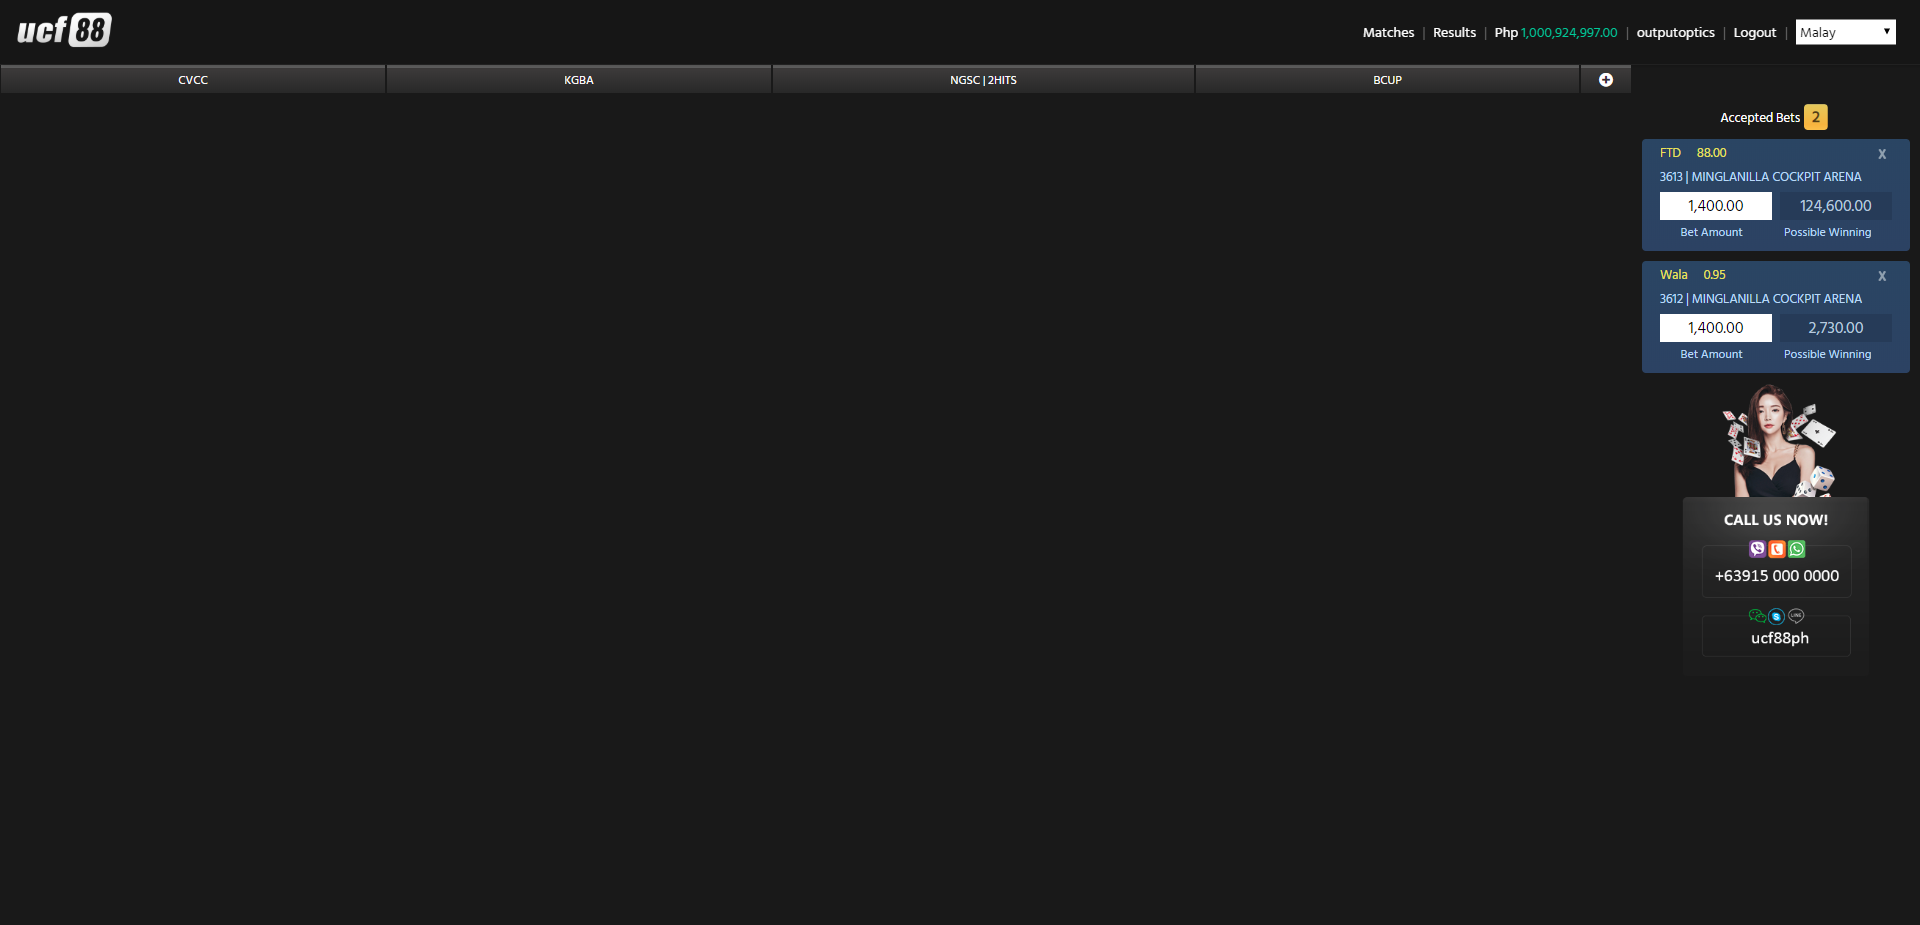 ucf88
Matches | Results | Php 1,000,924,997.00 | outputoptics | Logout | Malay
CVCC
KGBA
NGSC | 2HITS
BCUP
Accepted Bets 2
FTD 88.00 X
3613 | MINGLANILLA COCKPIT ARENA
1,400.00 124,600.00
Bet Amount Possible Winning
Wala 0.95 X
3612 | MINGLANILLA COCKPIT ARENA
1,400.00 2,730.00
Bet Amount Possible Winning
CALL US NOW!
+63915 000 0000
LINE
ucf88ph